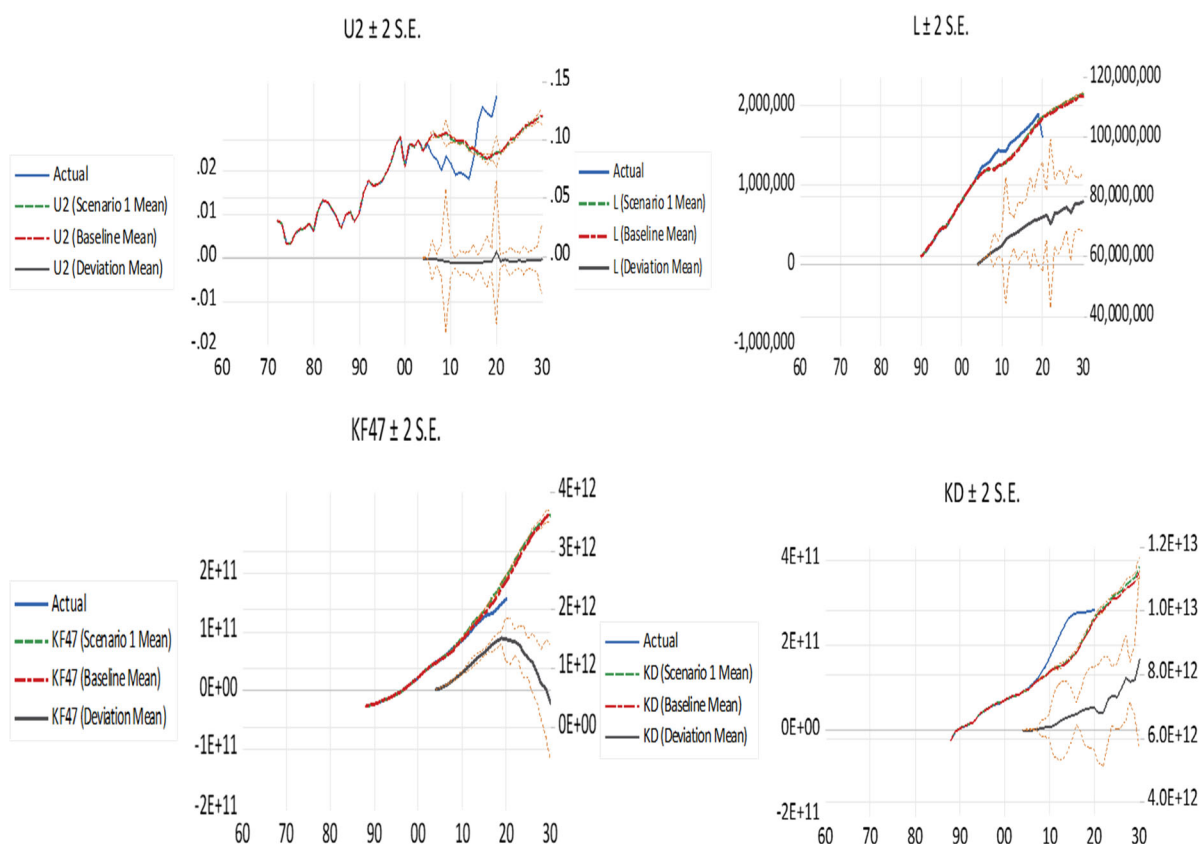 U2 ± 2 S.E.
.15
.10
.05
.00
.02
.01
.00
-.01
-.02
Actual
U2 (Scenario 1 Mean)
U2 (Baseline Mean)
U2 (Deviation Mean)
60 70 80 90 00 10 20 30
L ± 2 S.E.
120,000,000
100,000,000
80,000,000
60,000,000
40,000,000
2,000,000
1,000,000
0
-1,000,000
Actual
L (Scenario 1 Mean)
L (Baseline Mean)
L (Deviation Mean)
60 70 80 90 00 10 20 30
KF47 ± 2 S.E.
4E+12
3E+12
2E+12
1E+12
0E+00
2E+11
1E+11
0E+00
-1E+11
-2E+11
Actual
KF47 (Scenario 1 Mean)
KF47 (Baseline Mean)
KF47 (Deviation Mean)
60 70 80 90 00 10 20 30
KD ± 2 S.E.
1.2E+13
1.0E+13
8.0E+12
6.0E+12
4.0E+12
4E+11
2E+11
0E+00
-2E+11
Actual
KD (Scenario 1 Mean)
KD (Baseline Mean)
KD (Deviation Mean)
60 70 80 90 00 10 20 30